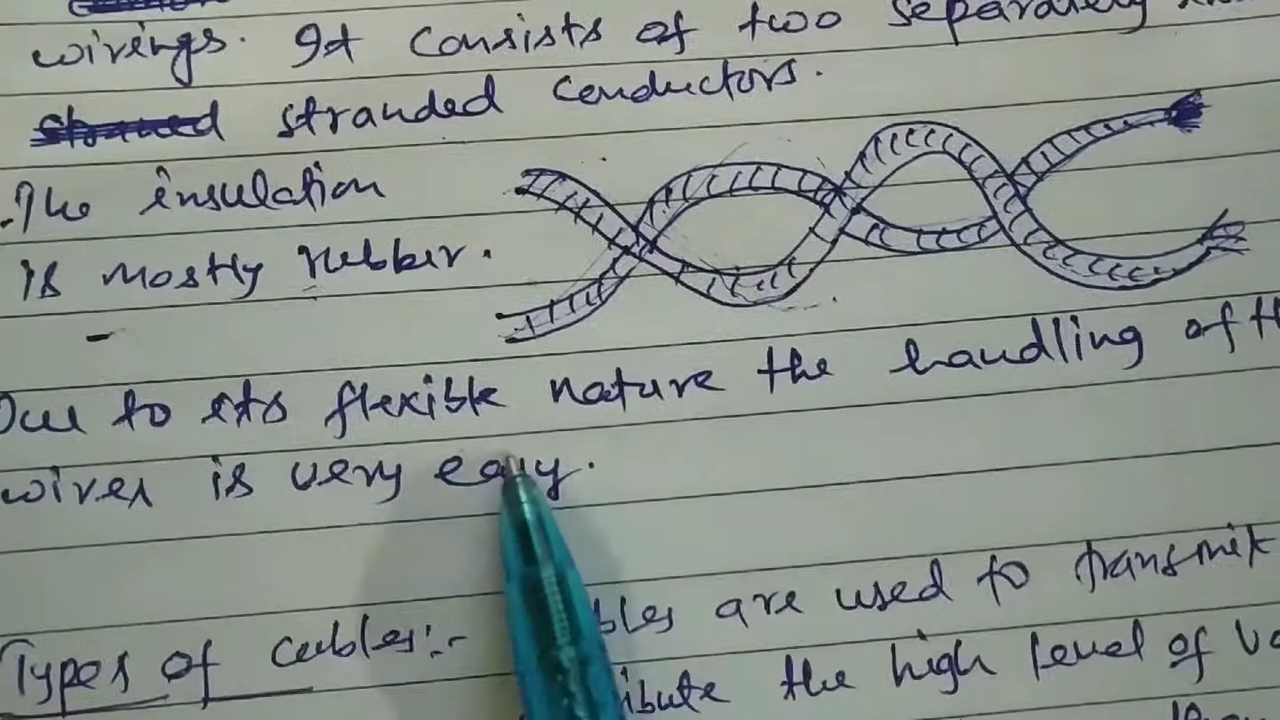 wirings. It consists of two separately
stranded conductors.
The insulation
is mostly rubber.
Due to its flexible nature the handling of
wires is very easy.
Types of cables:- are used to transmit
the high level of